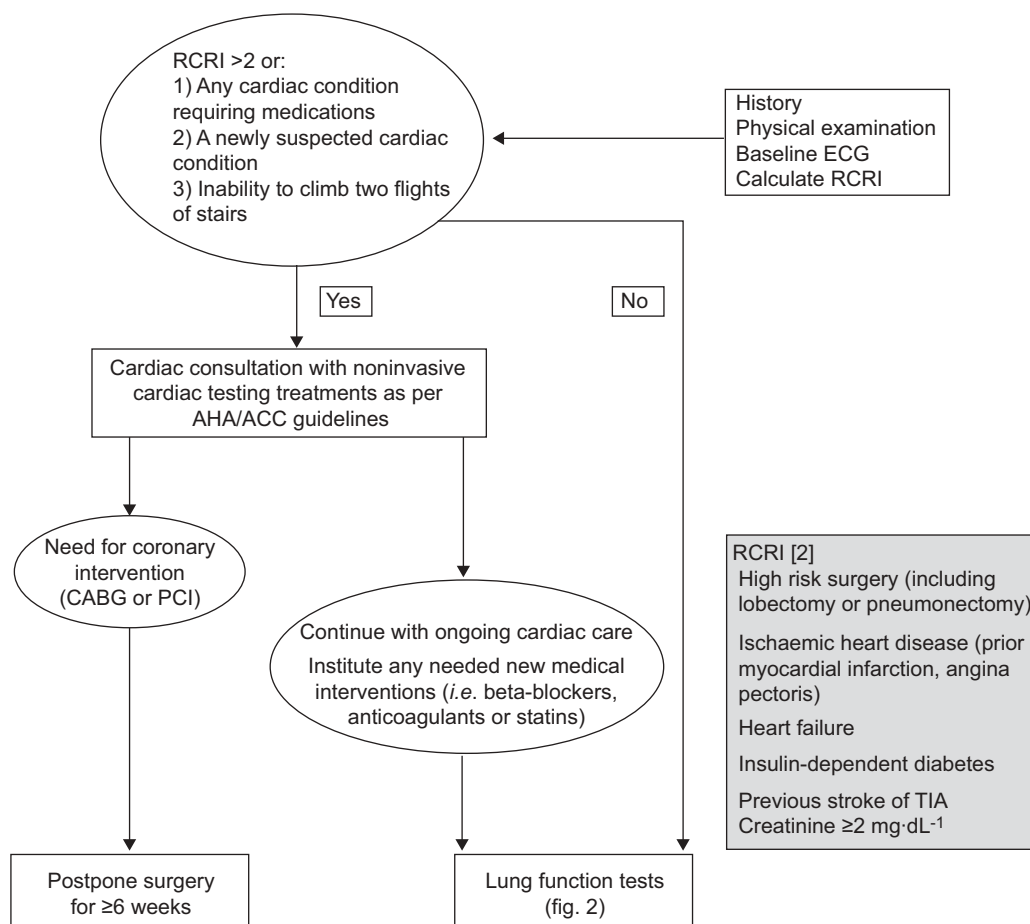 RCRI >2 or:
1) Any cardiac condition
requiring medications
2) A newly suspected cardiac
condition
3) Inability to climb two flights
of stairs
History
Physical examination
Baseline ECG
Calculate RCRI
Yes
No
Cardiac consultation with noninvasive
cardiac testing treatments as per
AHA/ACC guidelines
Need for coronary
intervention
(CABG or PCI)
Continue with ongoing cardiac care
Institute any needed new medical
interventions (i.e. beta-blockers,
anticoagulants or statins)
RCRI [2]
High risk surgery (including
lobectomy or pneumonectomy)
Ischaemic heart disease (prior
myocardial infarction, angina
pectoris)
Heart failure
Insulin-dependent diabetes
Previous stroke of TIA
Creatinine ≥2 mg·dL-1
Postpone surgery
for ≥6 weeks
Lung function tests
(fig. 2)